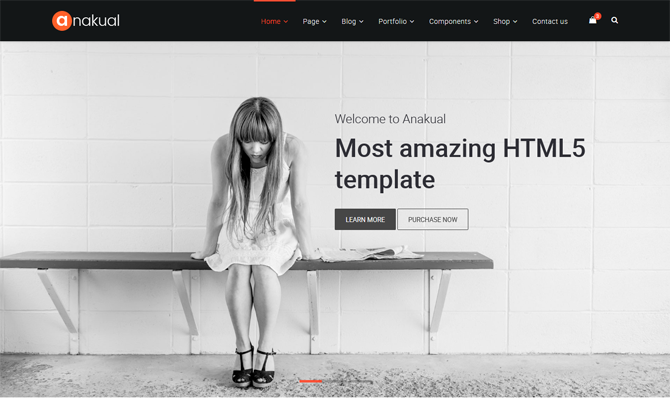 anakual
Home Page Blog Portfolio Components Shop Contact us
Welcome to Anakual
Most amazing HTML5
template
LEARN MORE PURCHASE NOW